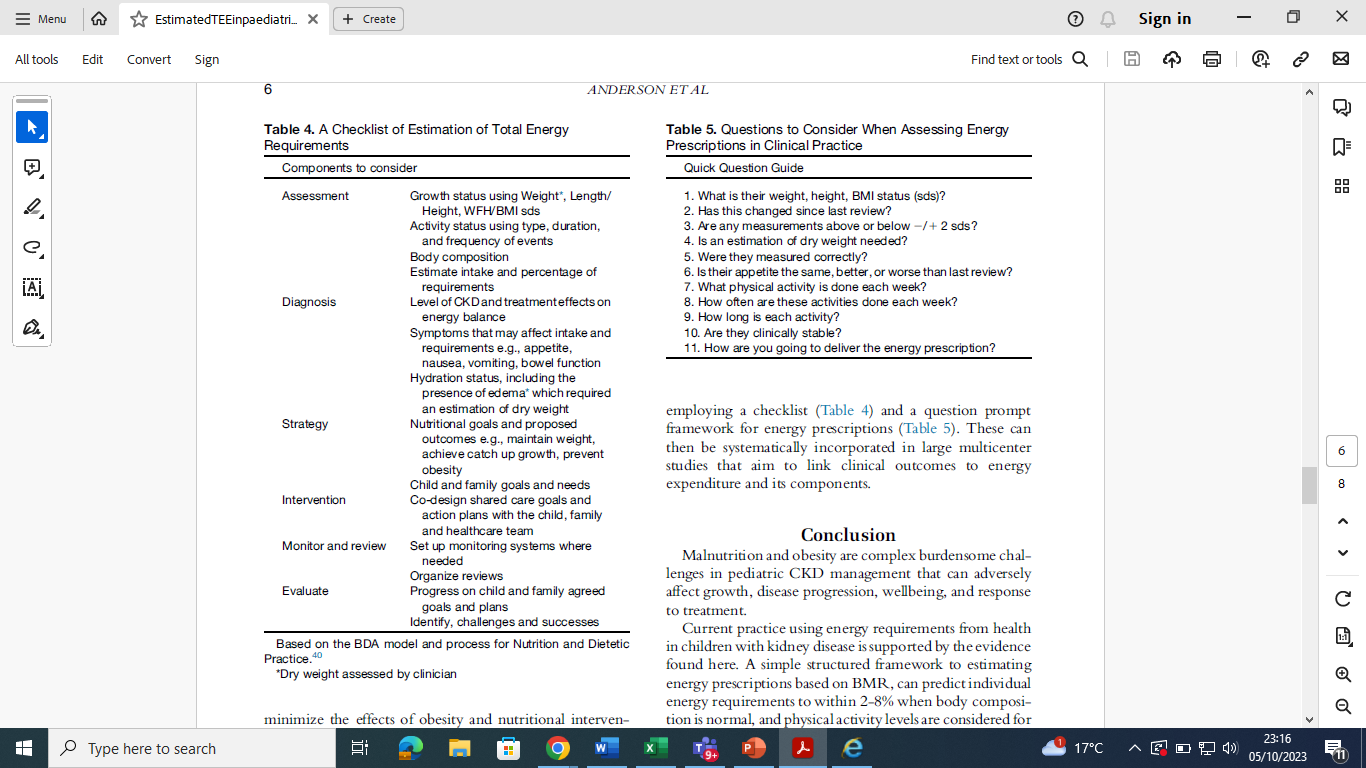 Menu
EstimatedTEEinpaediatri...
+ Create
Sign in
All tools
Edit
Convert
Sign
Find text or tools
6
ANDERSON ET AL
Table 4. A Checklist of Estimation of Total Energy
Requirements
Components to consider
Assessment Growth status using Weight*, Length/
Height, WFH/BMI sds
Activity status using type, duration,
and frequency of events
Body composition
Estimate intake and percentage of
requirements
Diagnosis Level of CKD and treatment effects on
energy balance
Symptoms that may affect intake and
requirements e.g., appetite,
nausea, vomiting, bowel function
Hydration status, including the
presence of edema* which required
an estimation of dry weight
Strategy Nutritional goals and proposed
outcomes e.g., maintain weight,
achieve catch up growth, prevent
obesity
Child and family goals and needs
Intervention Co-design shared care goals and
action plans with the child, family
and healthcare team
Monitor and review Set up monitoring systems where
needed
Organize reviews
Evaluate Progress on child and family agreed
goals and plans
Identify, challenges and successes
Based on the BDA model and process for Nutrition and Dietetic
Practice.40
*Dry weight assessed by clinician
minimize the effects of obesity and nutritional interven-
Table 5. Questions to Consider When Assessing Energy
Prescriptions in Clinical Practice
Quick Question Guide
1. What is their weight, height, BMI status (sds)?
2. Has this changed since last review?
3. Are any measurements above or below −/+ 2 sds?
4. Is an estimation of dry weight needed?
5. Were they measured correctly?
6. Is their appetite the same, better, or worse than last review?
7. What physical activity is done each week?
8. How often are these activities done each week?
9. How long is each activity?
10. Are they clinically stable?
11. How are you going to deliver the energy prescription?
employing a checklist (Table 4) and a question prompt
framework for energy prescriptions (Table 5). These can
then be systematically incorporated in large multicenter
studies that aim to link clinical outcomes to energy
expenditure and its components.
Conclusion
Malnutrition and obesity are complex burdensome chal-
lenges in pediatric CKD management that can adversely
affect growth, disease progression, wellbeing, and response
to treatment.
Current practice using energy requirements from health
in children with kidney disease is supported by the evidence
found here. A simple structured framework to estimating
energy prescriptions based on BMR, can predict individual
energy requirements to within 2-8% when body composi-
tion is normal, and physical activity levels are considered for
6
8
1:1
Type here to search
9+
1
17°C
23:16
05/10/2023
11